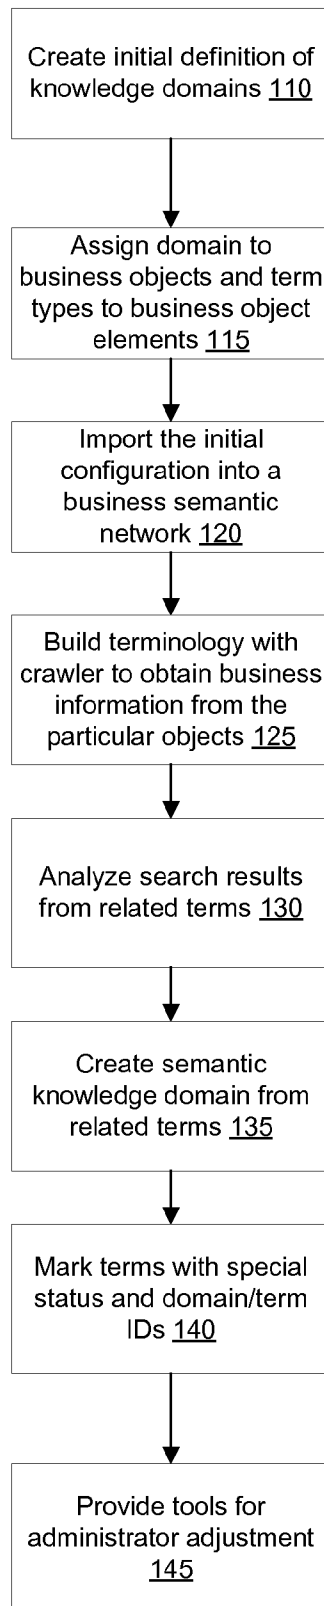 Create initial definition of
knowledge domains 110
Assign domain to
business objects and term
types to business object
elements 115
Import the initial
configuration into a
business semantic
network 120
Build terminology with
crawler to obtain business
information from the
particular objects 125
Analyze search results
from related terms 130
Create semantic
knowledge domain from
related terms 135
Mark terms with special
status and domain/term
IDs 140
Provide tools for
administrator adjustment
145